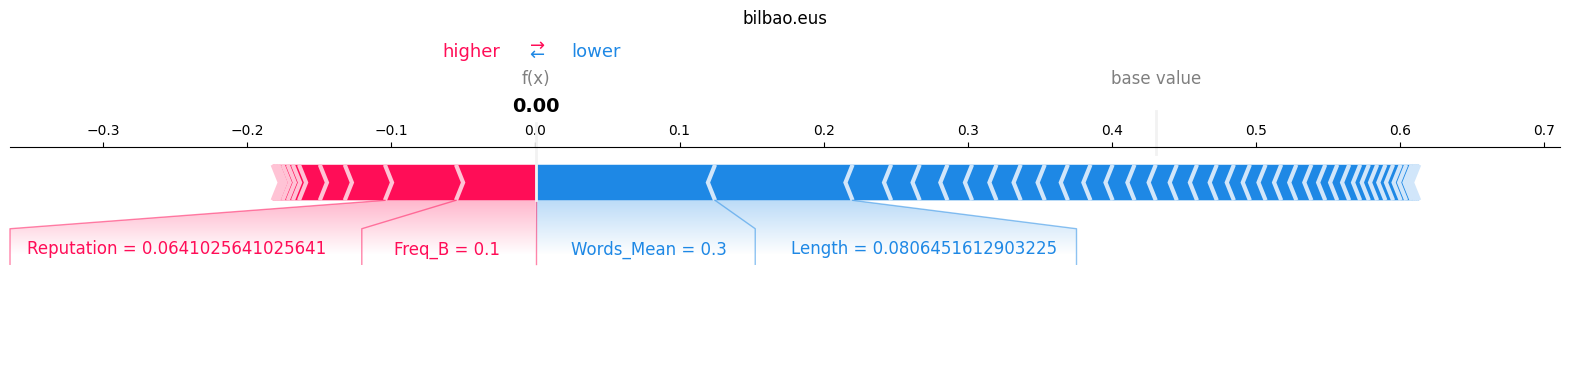 bilbao.eus
higher ⇄ lower
f(x) base value
0.00
−0.3 −0.2 −0.1 0.0 0.1 0.2 0.3 0.4 0.5 0.6 0.7
Reputation = 0.0641025641025641 Freq_B = 0.1 Words_Mean = 0.3 Length = 0.0806451612903225